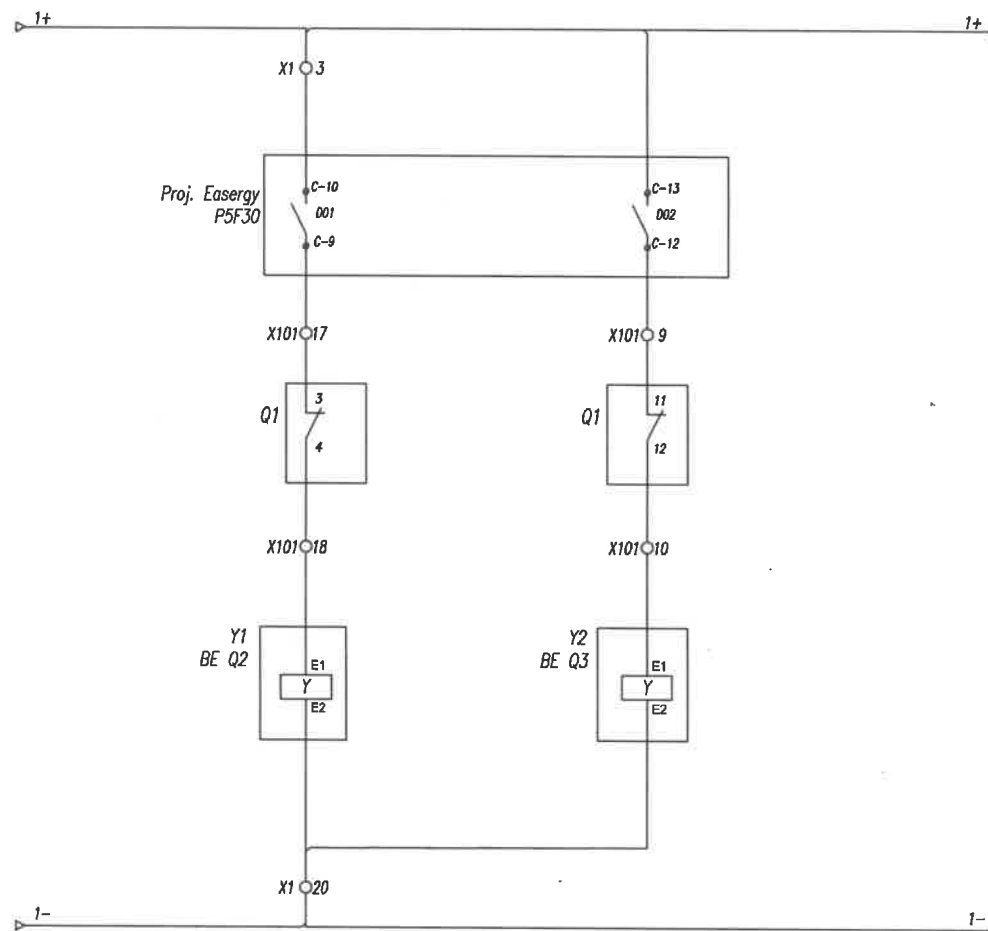 1+
1+
X1 3
Proj. Easergy
P5F30
C-10
D01
C-9
C-13
D02
C-12
X101 17
X101 9
Q1
3
4
Q1
11
12
X101 18
X101 10
Y1
BE Q2
E1
Y
E2
Y2
BE Q3
E1
Y
E2
X1 20
1-
1-